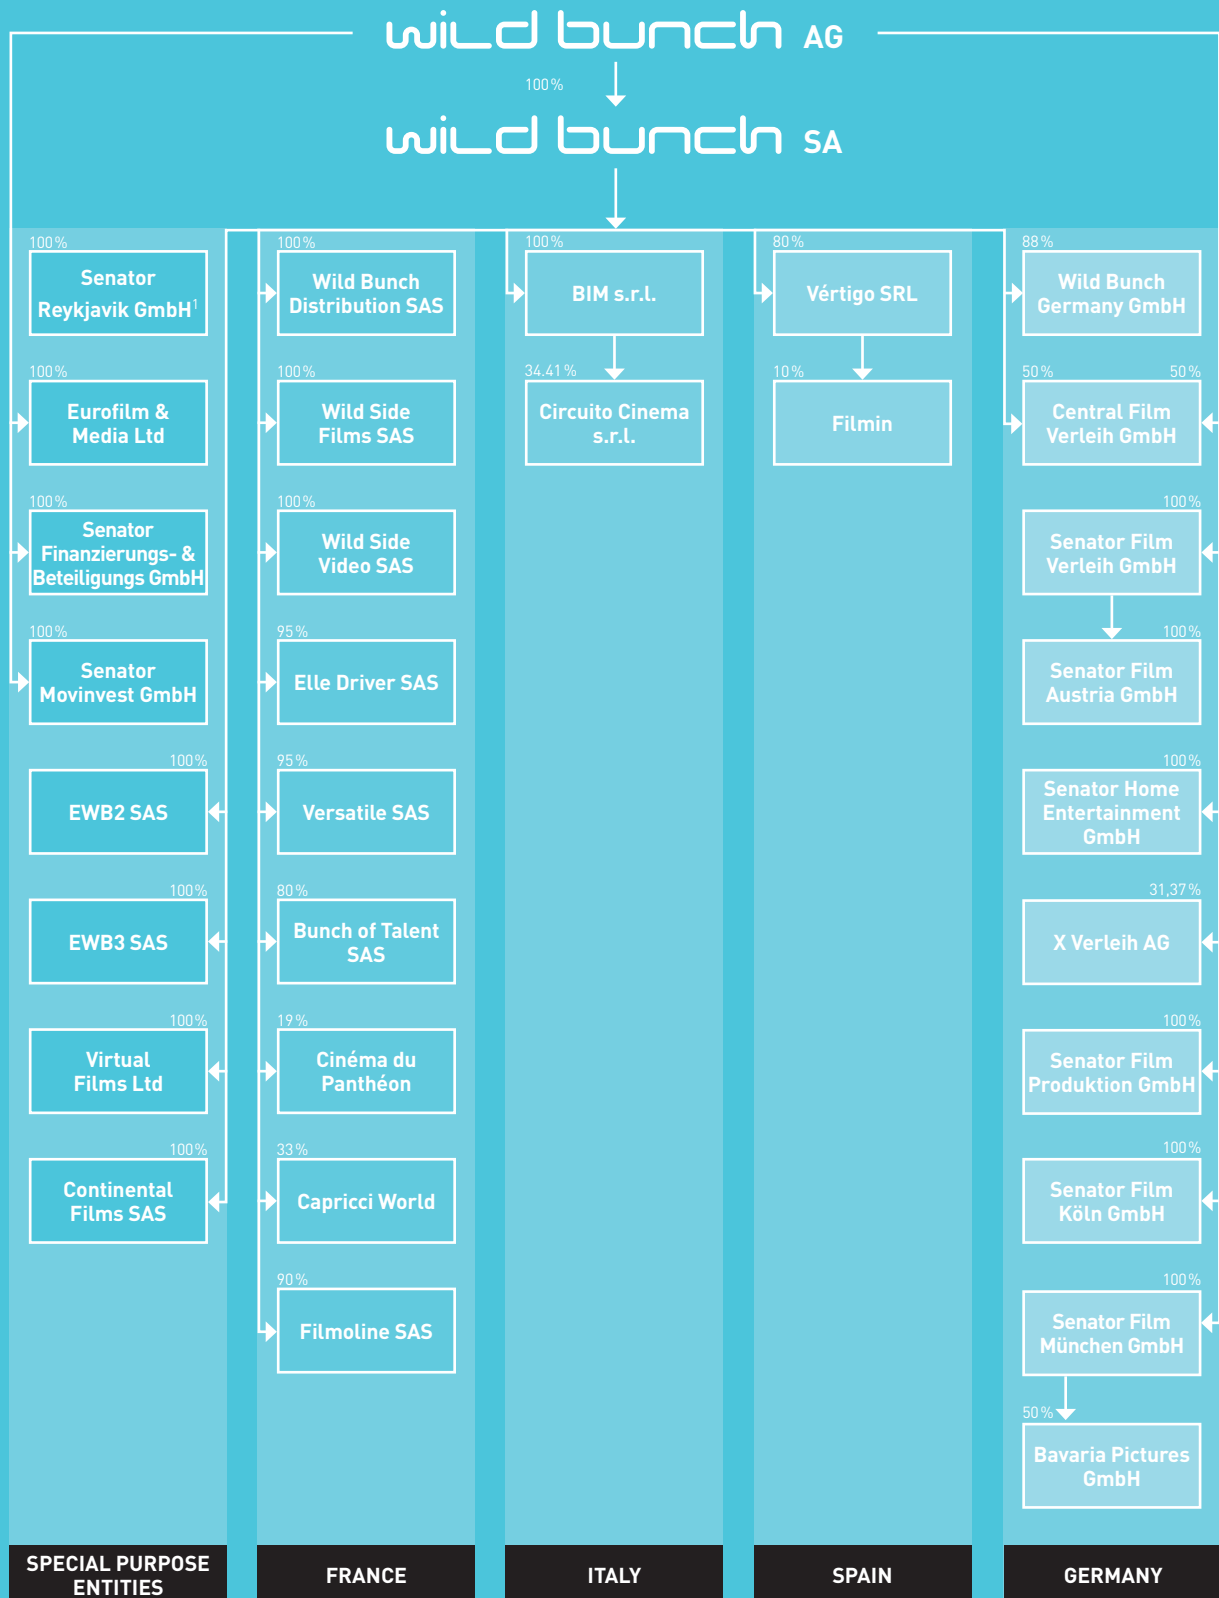 wild bunch AG
100%
wild bunch SA
100%
Senator
Reykjavik GmbH¹
100%
Eurofilm &
Media Ltd
100%
Senator
Finanzierungs- &
Beteiligungs GmbH
100%
Senator
Movinvest GmbH
100%
EWB2 SAS
100%
EWB3 SAS
100%
Virtual
Films Ltd
100%
Continental
Films SAS
SPECIAL PURPOSE
ENTITIES
100%
Wild Bunch
Distribution SAS
100%
Wild Side
Films SAS
100%
Wild Side
Video SAS
95%
Elle Driver SAS
95%
Versatile SAS
80%
Bunch of Talent
SAS
19%
Cinéma du
Panthéon
33%
Capricci World
90%
Filmoline SAS
FRANCE
100%
BIM s.r.l.
34.41%
Circuito Cinema
s.r.l.
ITALY
80%
Vértigo SRL
10%
Filmin
SPAIN
88%
Wild Bunch
Germany GmbH
50% 50%
Central Film
Verleih GmbH
100%
Senator Film
Verleih GmbH
100%
Senator Film
Austria GmbH
100%
Senator Home
Entertainment
GmbH
31,37%
X Verleih AG
100%
Senator Film
Produktion GmbH
100%
Senator Film
Köln GmbH
100%
Senator Film
München GmbH
50%
Bavaria Pictures
GmbH
GERMANY